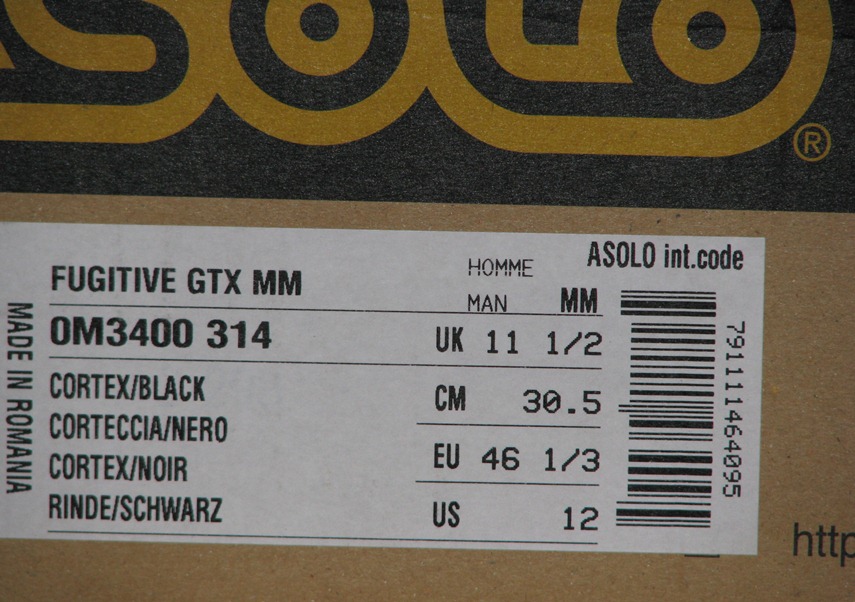 ASOLO®
ASOLO int.code
FUGITIVE GTX MM
HOMME
MAN MM
0M3400 314
UK 11 1/2
CORTEX/BLACK
CM 30.5
CORTECCIA/NERO
CORTEX/NOIR
EU 46 1/3
RINDE/SCHWARZ
US 12
MADE IN ROMANIA
791111464095
http